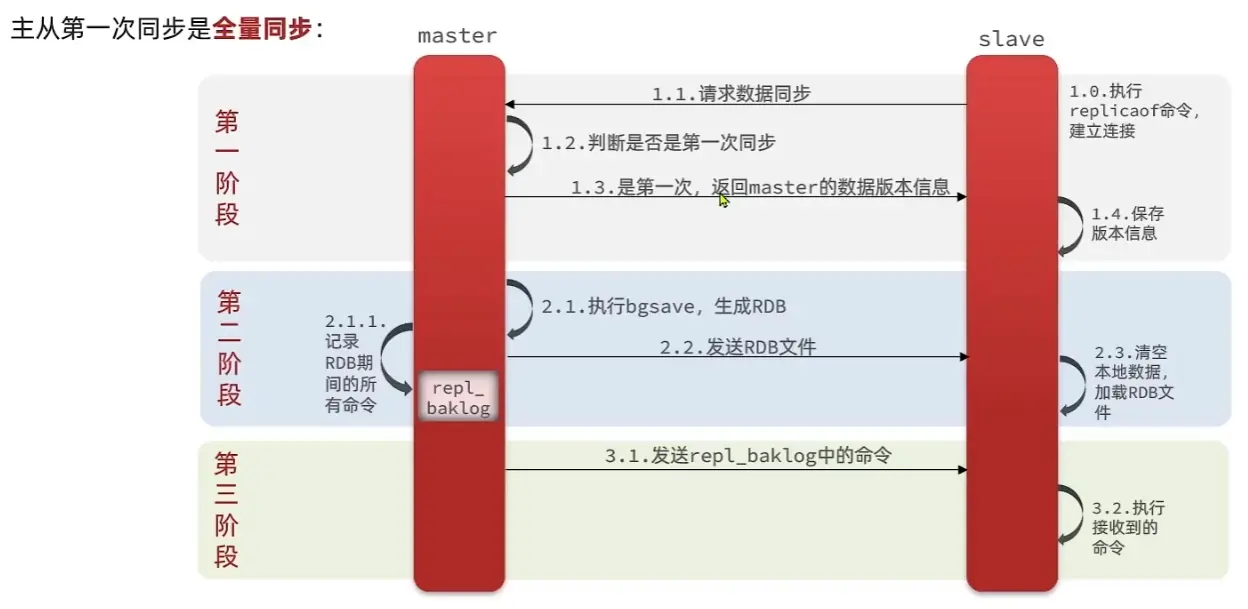 主从第一次同步是全量同步：
master
slave
第
一
阶
段
1.0.执行
replicaof命令，
建立连接
1.1.请求数据同步
1.2.判断是否是第一次同步
1.3.是第一次，返回master的数据版本信息
1.4.保存
版本信息
第
二
阶
段
2.1.执行bgsave，生成RDB
2.1.1.
记录
RDB期
间的所
有命令
repl_
baklog
2.2.发送RDB文件
2.3.清空
本地数据，
加载RDB文
件
第
三
阶
段
3.1.发送repl_baklog中的命令
3.2.执行
接收到的
命令